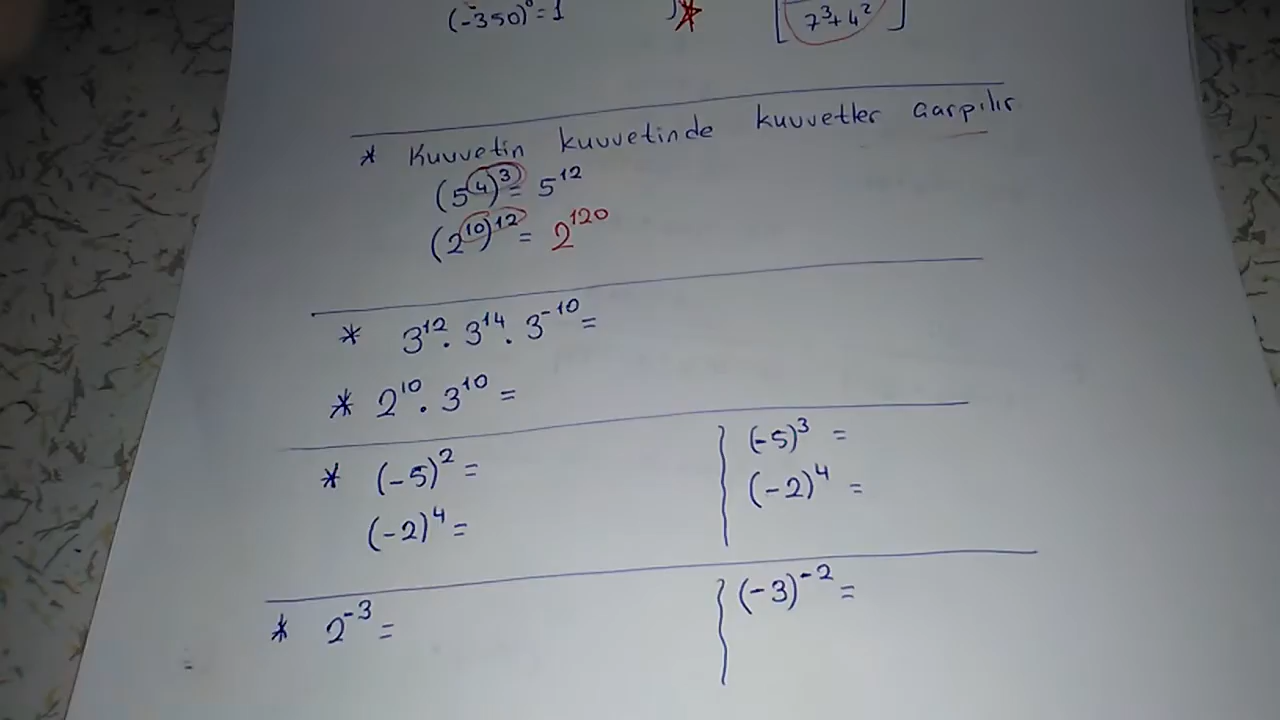 (-350)⁰=1
[7³+4²]
* Kuvvetin kuvvetinde kuvvetler çarpılır
(5⁴)³ = 5¹²
(2¹⁰)¹² = 2¹²⁰
* 3¹² . 3¹⁴ . 3⁻¹⁰ =
* 2¹⁰ . 3¹⁰ =
* (-5)² =
(-2)⁴ =
(-5)³ =
(-2)⁴ =
* 2⁻³ =
(-3)⁻² =